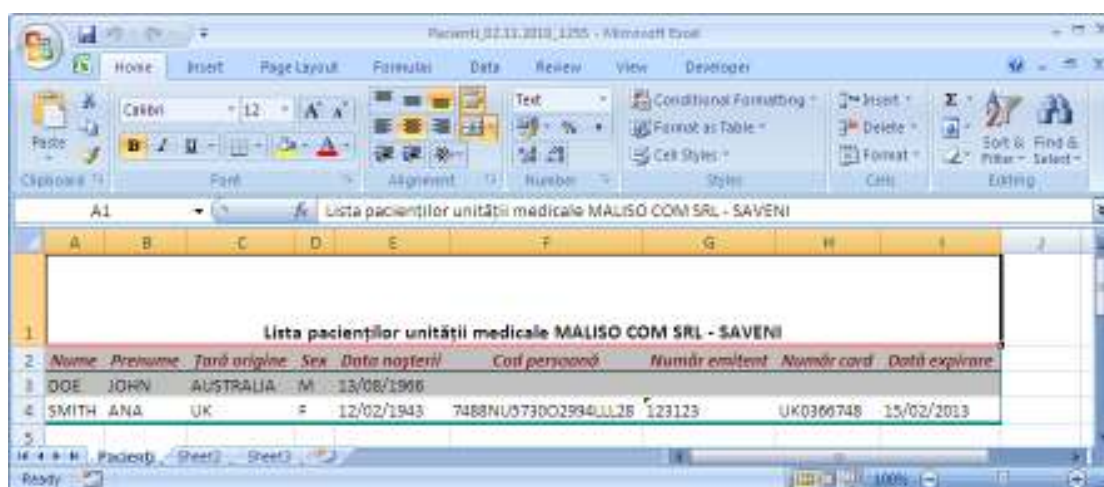 Pacienti_02.11.2010_1255 - Microsoft Excel
Home Insert Page Layout Formulas Data Review View Developer
Calibri 12 Text Conditional Formatting Insert Σ
Paste B I U A % Format as Table Delete Sort & Find &
Cell Styles Format Filter Select
Clipboard Font Alignment Number Styles Cells Editing
A1 fx Lista pacienților unității medicale MALISO COM SRL - SAVENI
A B C D E F G H I J
1 Lista pacienților unității medicale MALISO COM SRL - SAVENI
2 Nume Prenume Țară origine Sex Data nașterii Cod persoană Număr emitent Număr card Dată expirare
3 DOE JOHN AUSTRALIA M 13/08/1966
4 SMITH ANA UK F 12/02/1943 123123 UK0366748 15/02/2013
5
Pacienți Sheet2 Sheet3
Ready 100%